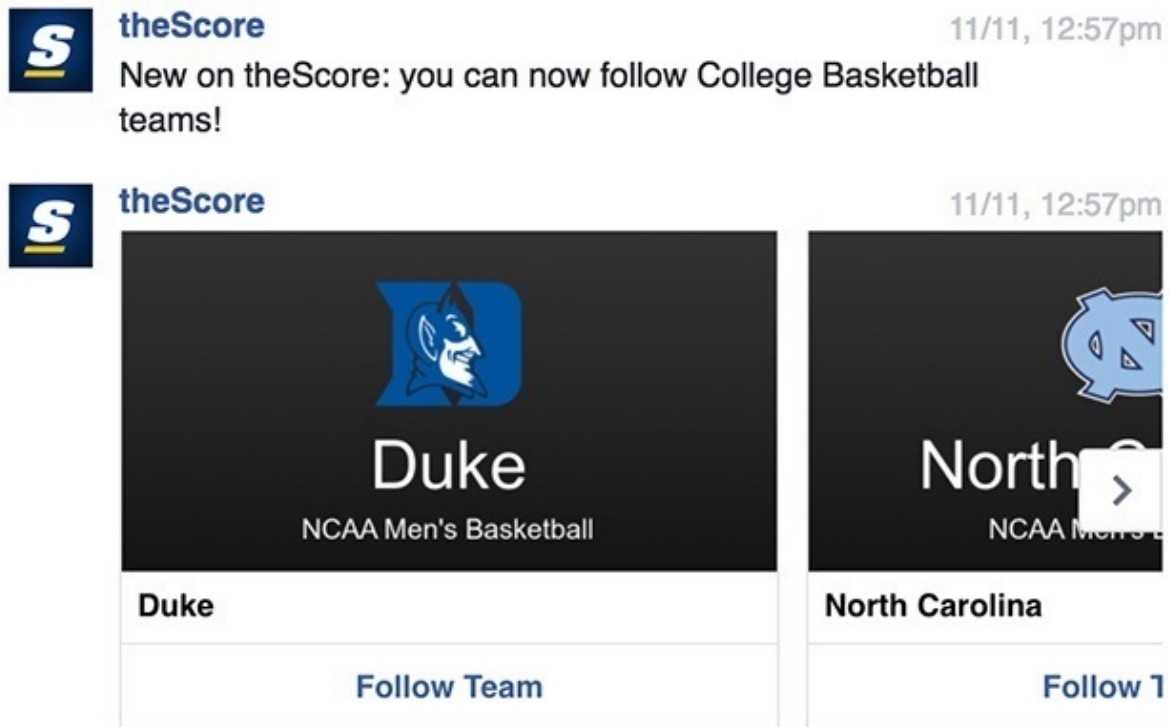 theScore 11/11, 12:57pm
New on theScore: you can now follow College Basketball
teams!
theScore 11/11, 12:57pm
Duke
NCAA Men's Basketball
Duke
Follow Team
North
NCAA
North Carolina
Follow